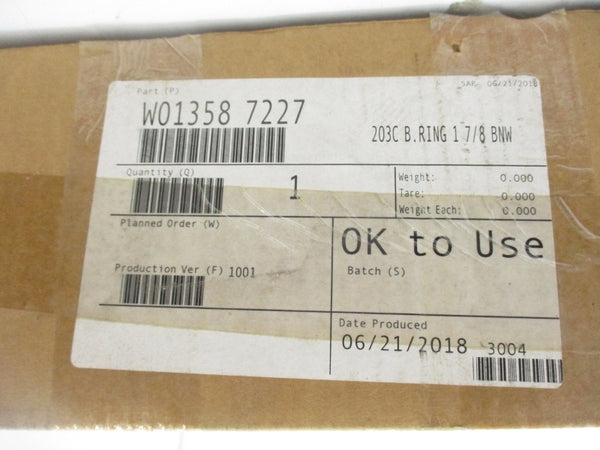 Part (P)
SAP 06/21/2018
W01358 7227
203C B.RING 1 7/8 BNW
Quantity (Q)
1
Weight: 0.000
Tare: 0.000
Weight Each: 0.000
Planned Order (W)
OK to Use
Production Ver (F) 1001
Batch (S)
Date Produced
06/21/2018 3004